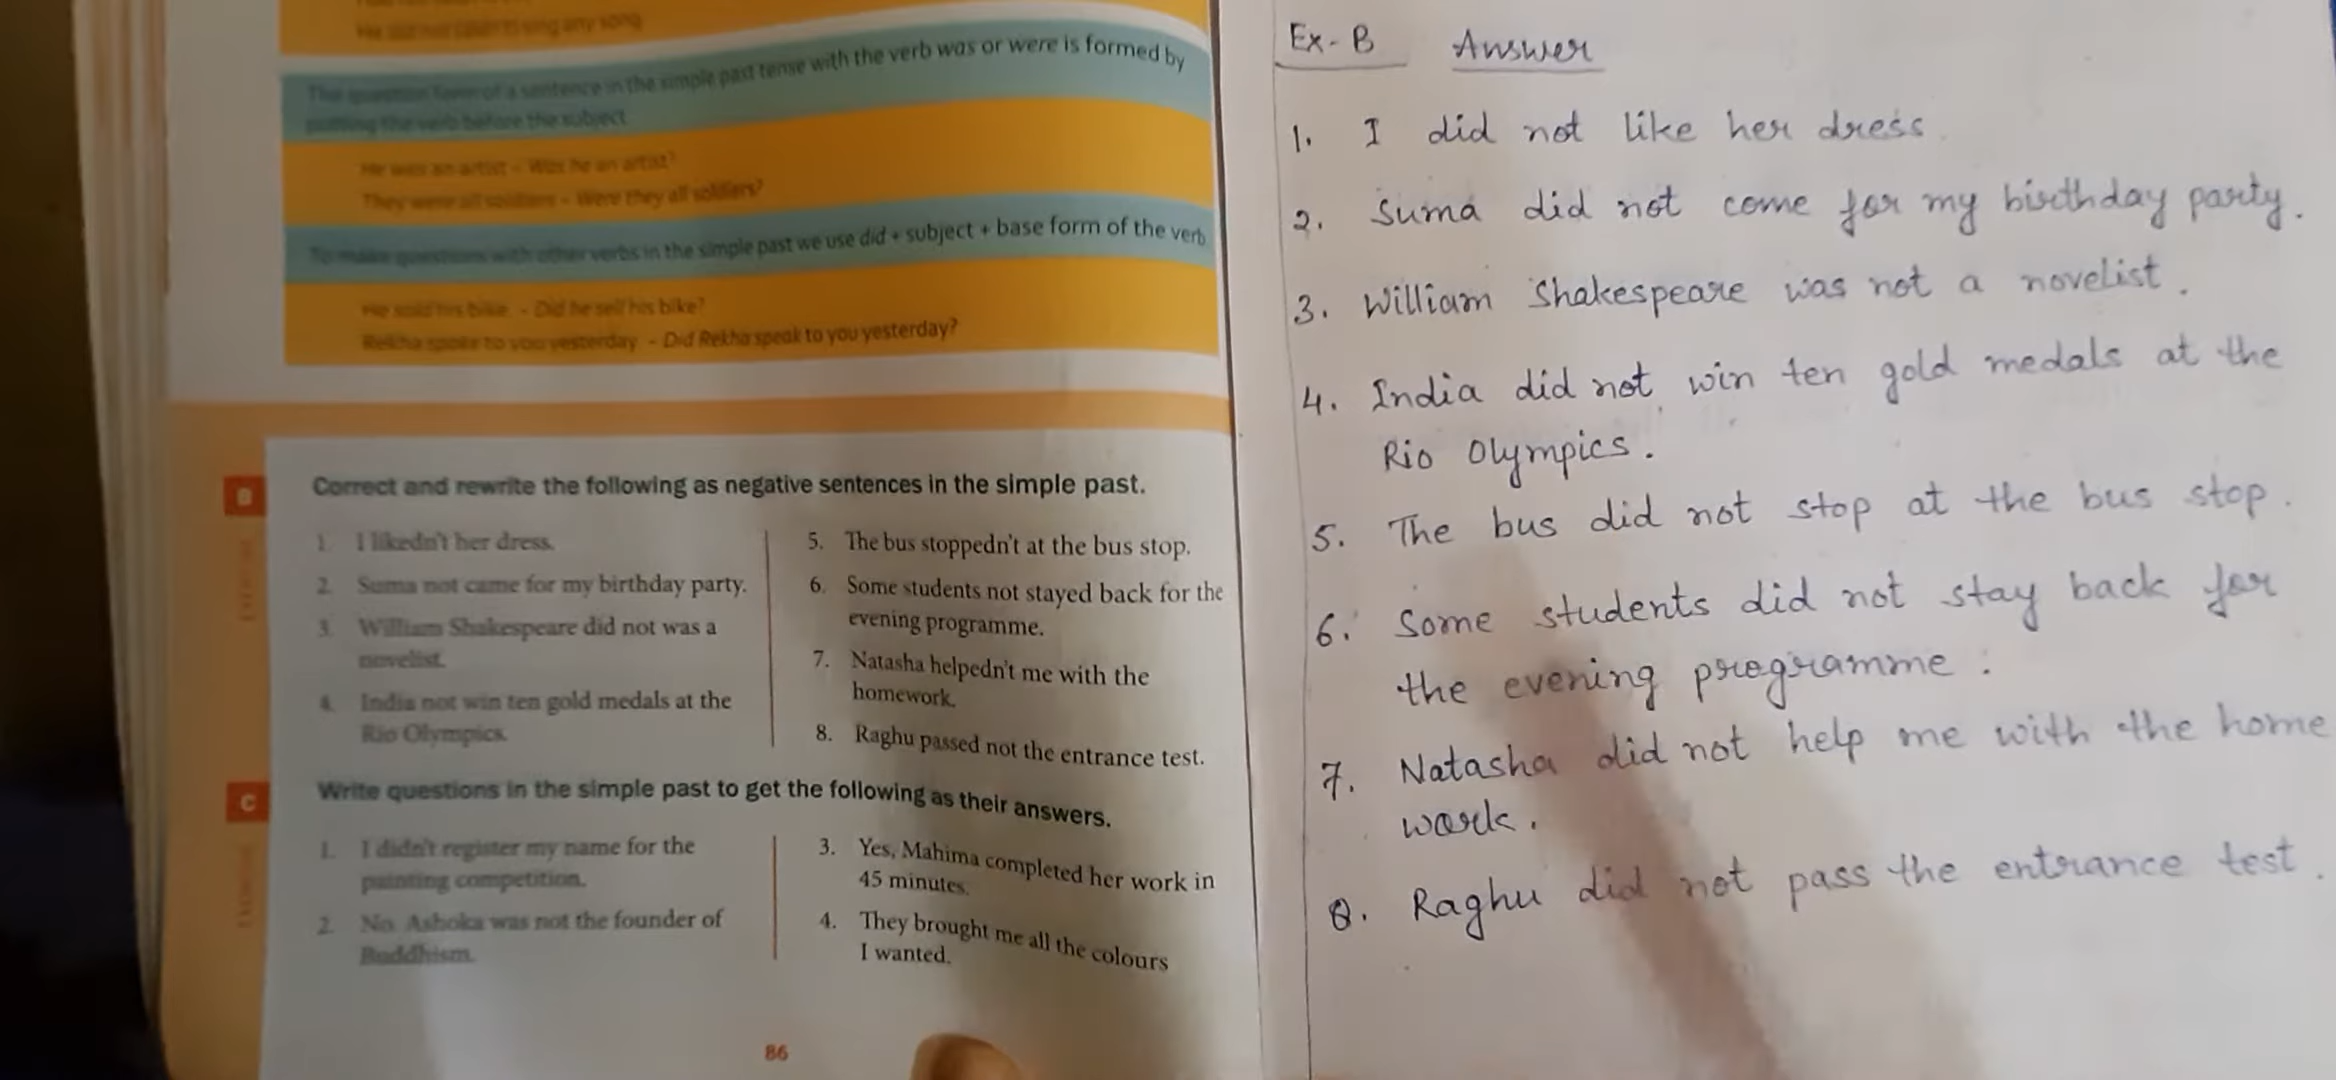 He did not learn to sing any song
The question form of a sentence in the simple past tense with the verb was or were is formed by
putting the verb before the subject
He was an artist – Was he an artist?
They were all soldiers – Were they all soldiers?
To make questions with other verbs in the simple past we use did + subject + base form of the verb
He sold his bike – Did he sell his bike?
Rekha spoke to you yesterday – Did Rekha speak to you yesterday?
B
Correct and rewrite the following as negative sentences in the simple past.
1. I likedn't her dress.
2. Suma not came for my birthday party.
3. William Shakespeare did not was a
novelist.
4. India not win ten gold medals at the
Rio Olympics.
5. The bus stoppedn't at the bus stop.
6. Some students not stayed back for the
evening programme.
7. Natasha helpedn't me with the
homework.
8. Raghu passed not the entrance test.
C
Write questions in the simple past to get the following as their answers.
1. I didn't register my name for the
painting competition.
2. No. Ashoka was not the founder of
Buddhism.
3. Yes, Mahima completed her work in
45 minutes.
4. They brought me all the colours
I wanted.
86
Ex- B Answer
1. I did not like her dress.
2. Suma did not come for my birthday party.
3. William Shakespeare was not a novelist.
4. India did not win ten gold medals at the
Rio Olympics.
5. The bus did not stop at the bus stop.
6. Some students did not stay back for
the evening programme.
7. Natasha did not help me with the home
work.
8. Raghu did not pass the entrance test.